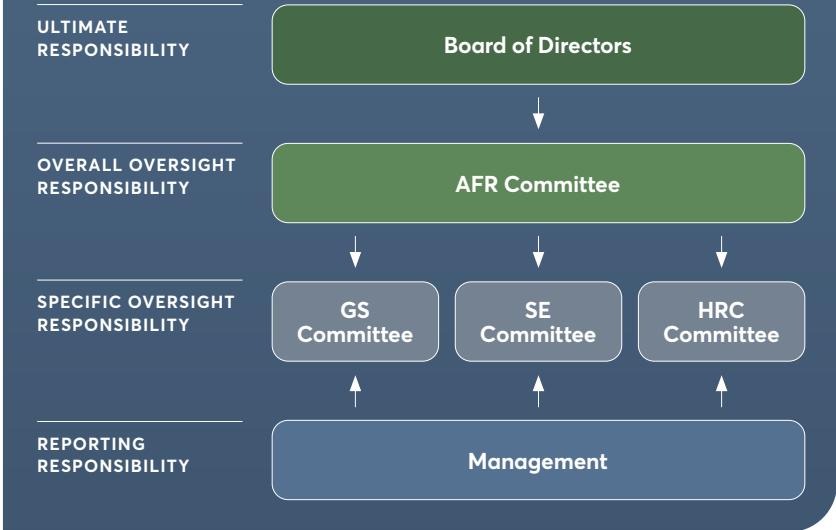 ULTIMATE
RESPONSIBILITY
Board of Directors
OVERALL OVERSIGHT
RESPONSIBILITY
AFR Committee
SPECIFIC OVERSIGHT
RESPONSIBILITY
GS
Committee
SE
Committee
HRC
Committee
REPORTING
RESPONSIBILITY
Management